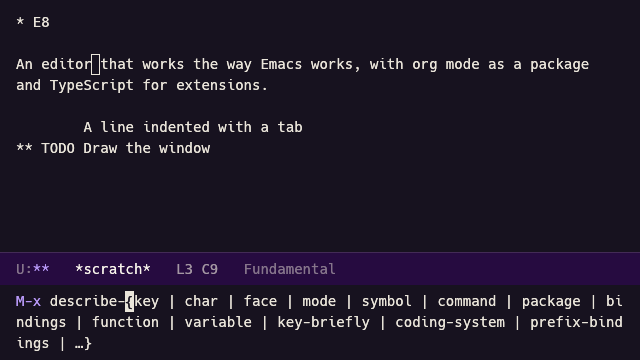 * E8
An editor that works the way Emacs works, with org mode as a package
and TypeScript for extensions.
A line indented with a tab
** TODO Draw the window
U:** *scratch* L3 C9 Fundamental
M-x describe-{key | char | face | mode | symbol | command | package | bi
ndings | function | variable | key-briefly | coding-system | prefix-bind
ings | …}